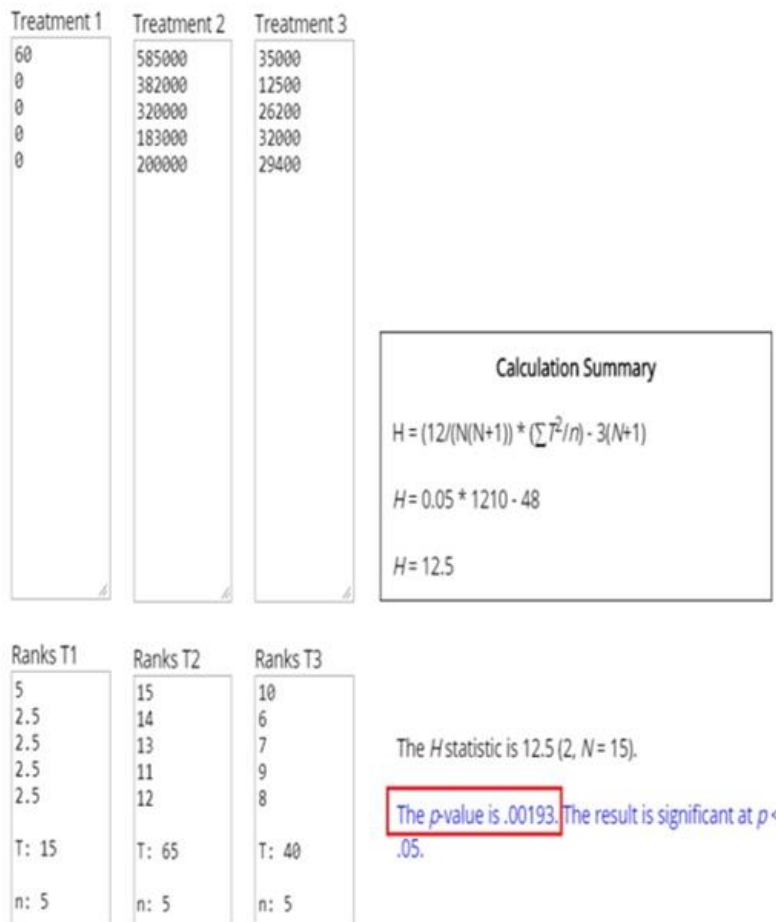 Treatment 1
60
0
0
0
0
Treatment 2
585000
382000
320000
183000
200000
Treatment 3
35000
12500
26200
32000
29400
Calculation Summary
H = (12/(N(N+1)) * (∑T²/n) - 3(N+1)
H = 0.05 * 1210 - 48
H = 12.5
Ranks T1
5
2.5
2.5
2.5
2.5
T: 15
n: 5
Ranks T2
15
14
13
11
12
T: 65
n: 5
Ranks T3
10
6
7
9
8
T: 40
n: 5
The H statistic is 12.5 (2, N = 15).
The p-value is .00193. The result is significant at p <
.05.